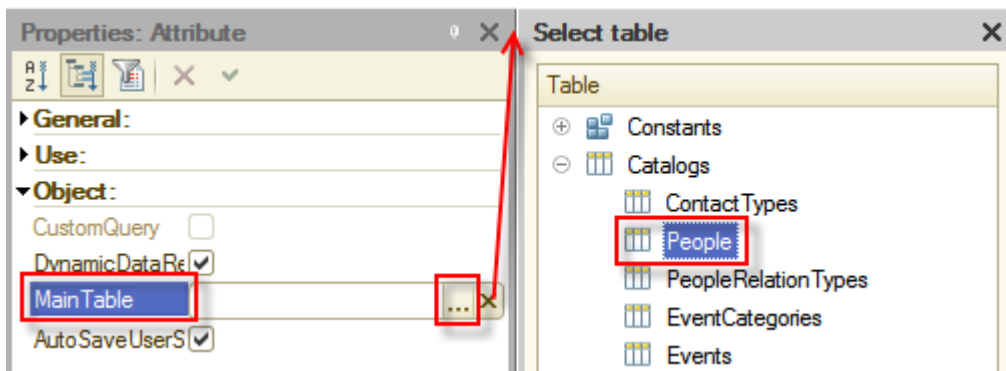 Properties: Attribute
General:
Use:
Object:
CustomQuery
DynamicDataRe
MainTable
...
AutoSaveUserS
Select table
Table
Constants
Catalogs
ContactTypes
People
PeopleRelationTypes
EventCategories
Events